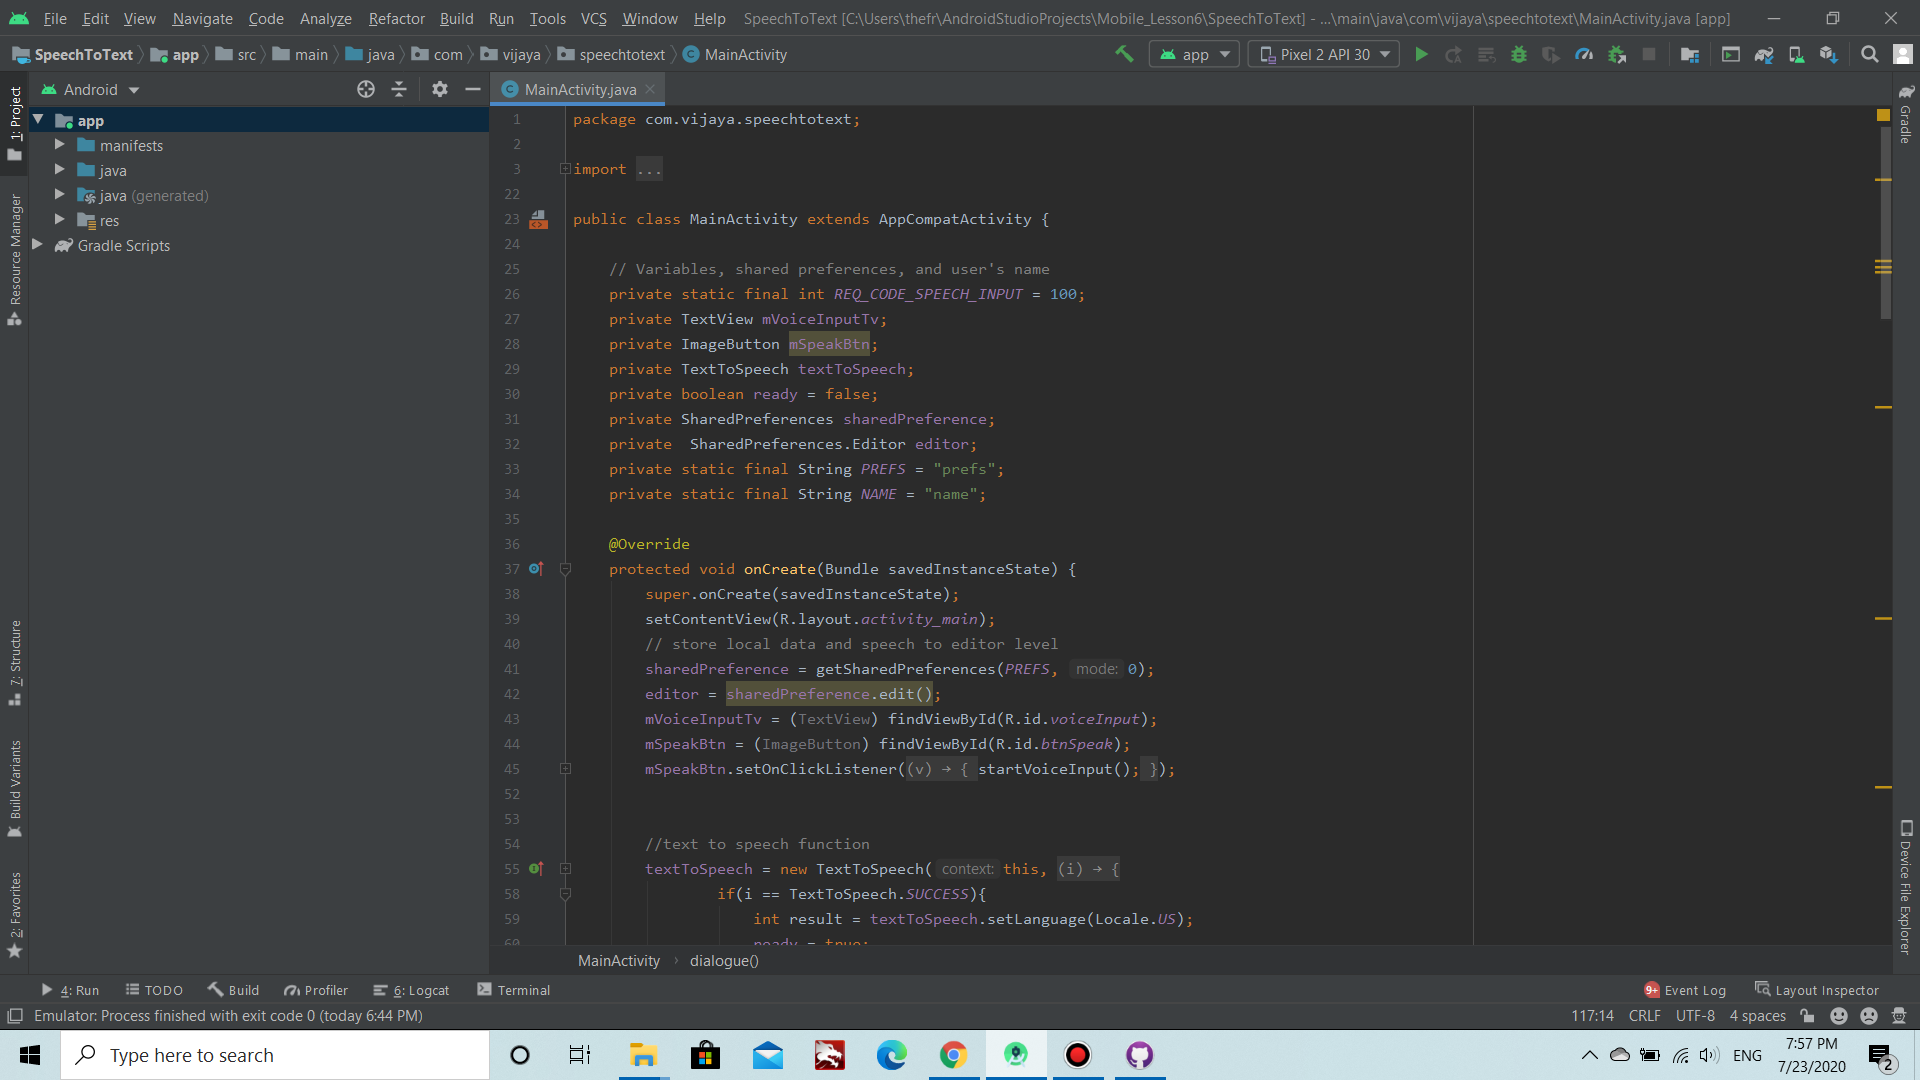 File Edit View Navigate Code Analyze Refactor Build Run Tools VCS Window Help SpeechToText [C:\Users\thefr\AndroidStudioProjects\Mobile_Lesson6\SpeechToText] - ...\main\java\com\vijaya\speechtotext\MainActivity.java [app]
SpeechToText app src main java com vijaya speechtotext MainActivity app Pixel 2 API 30
Android MainActivity.java
1: Project
Resource Manager
7: Structure
Build Variants
2: Favorites
app
manifests
java
java (generated)
res
Gradle Scripts
1 package com.vijaya.speechtotext;
2
3 import ...
22
23 public class MainActivity extends AppCompatActivity {
24
25 // Variables, shared preferences, and user's name
26 private static final int REQ_CODE_SPEECH_INPUT = 100;
27 private TextView mVoiceInputTv;
28 private ImageButton mSpeakBtn;
29 private TextToSpeech textToSpeech;
30 private boolean ready = false;
31 private SharedPreferences sharedPreference;
32 private  SharedPreferences.Editor editor;
33 private static final String PREFS = "prefs";
34 private static final String NAME = "name";
35
36 @Override
37 protected void onCreate(Bundle savedInstanceState) {
38 super.onCreate(savedInstanceState);
39 setContentView(R.layout.activity_main);
40 // store local data and speech to editor level
41 sharedPreference = getSharedPreferences(PREFS, mode: 0);
42 editor = sharedPreference.edit();
43 mVoiceInputTv = (TextView) findViewById(R.id.voiceInput);
44 mSpeakBtn = (ImageButton) findViewById(R.id.btnSpeak);
45 mSpeakBtn.setOnClickListener((v) → { startVoiceInput(); });
52
53
54 //text to speech function
55 textToSpeech = new TextToSpeech( context: this, (i) → {
58 if(i == TextToSpeech.SUCCESS){
59 int result = textToSpeech.setLanguage(Locale.US);
60 ready = true;
Gradle
Device File Explorer
MainActivity › dialogue()
4: Run TODO Build Profiler 6: Logcat Terminal 9+ Event Log Layout Inspector
Emulator: Process finished with exit code 0 (today 6:44 PM) 117:14 CRLF UTF-8 4 spaces
Type here to search ENG 7:57 PM
7/23/2020 2